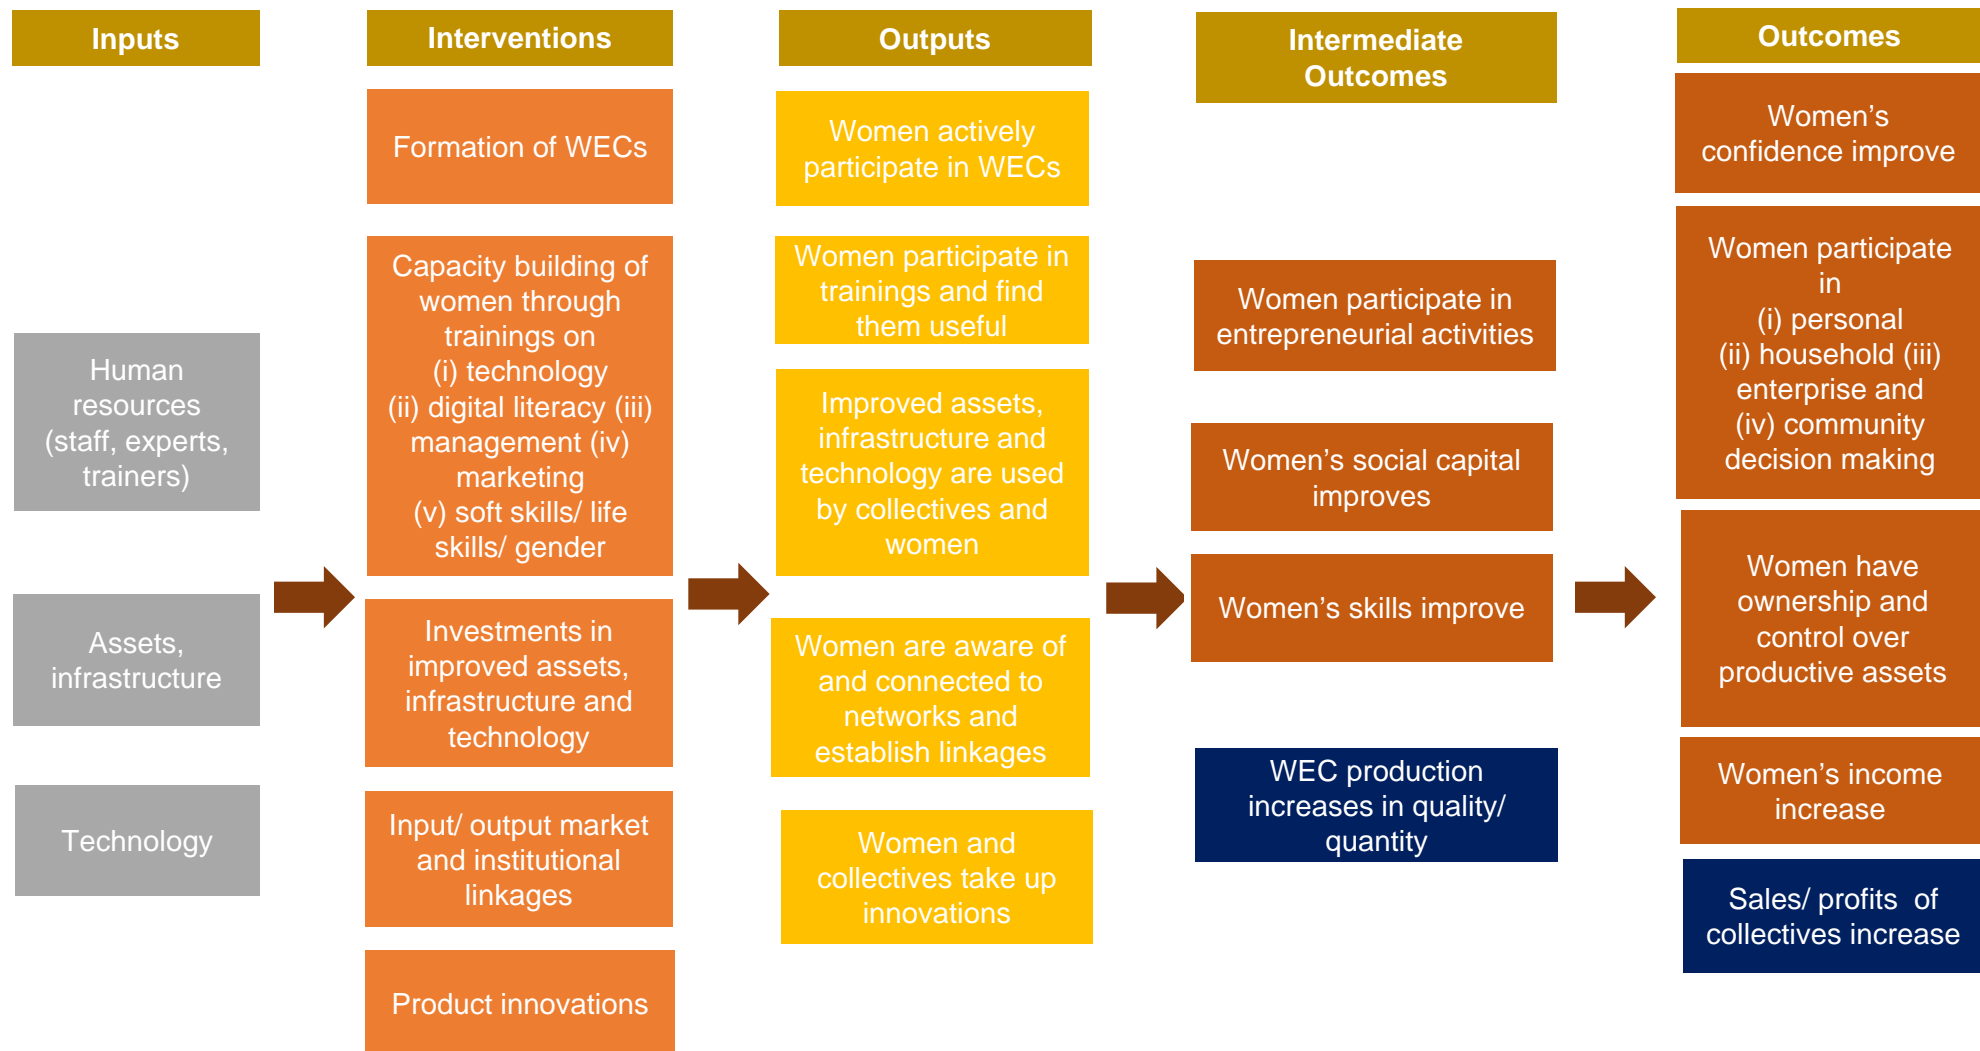 Inputs
Human
resources
(staff, experts,
trainers)
Assets,
infrastructure
Technology
Interventions
Formation of WECs
Capacity building of
women through
trainings on
(i) technology
(ii) digital literacy (iii)
management (iv)
marketing
(v) soft skills/ life
skills/ gender
Investments in
improved assets,
infrastructure and
technology
Input/ output market
and institutional
linkages
Product innovations
Outputs
Women actively
participate in WECs
Women participate in
trainings and find
them useful
Improved assets,
infrastructure and
technology are used
by collectives and
women
Women are aware of
and connected to
networks and
establish linkages
Women and
collectives take up
innovations
Intermediate
Outcomes
Women participate in
entrepreneurial activities
Women’s social capital
improves
Women’s skills improve
WEC production
increases in quality/
quantity
Outcomes
Women’s
confidence improve
Women participate
in
(i) personal
(ii) household (iii)
enterprise and
(iv) community
decision making
Women have
ownership and
control over
productive assets
Women’s income
increase
Sales/ profits of
collectives increase